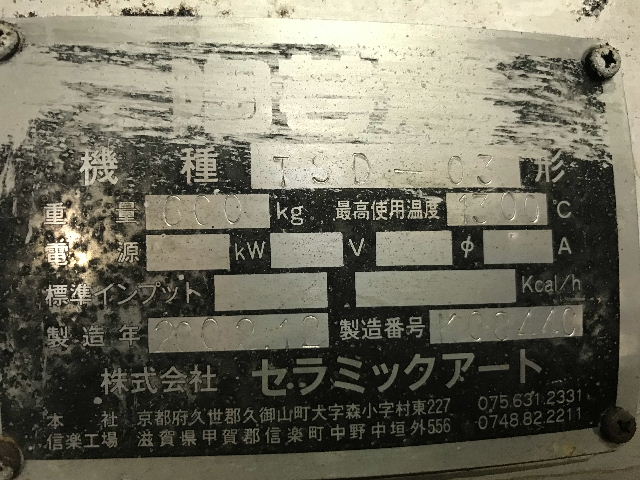 機種 TSD-03 形
重量 kg 最高使用温度 1300 ℃
電源 kW V φ A
標準インプット Kcal/h
製造年 2002.12 製造番号
株式会社 セラミックアート
本社 京都府久世郡久御山町大字森小字村東227 075.631.2331
信楽工場 滋賀県甲賀郡信楽町中野中垣外556 0748.82.2211